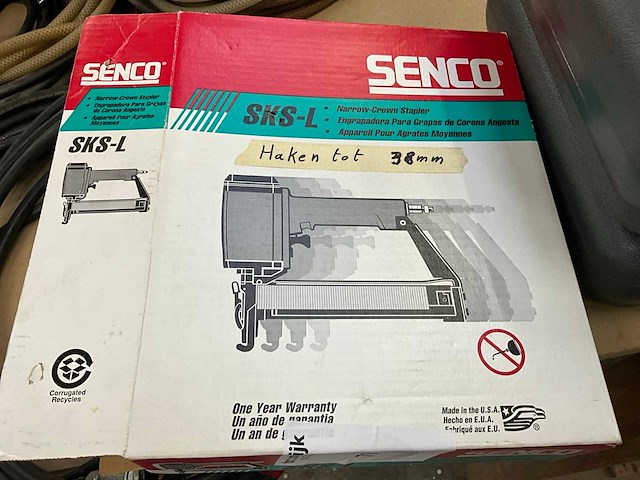 SENCO®
• Narrow-Crown Stapler
• Engrapadora Para Grapas
de Corona Angosta
• Appareil Pour Agrafes
Moyennes
SKS-L
Corrugated
Recycles
SENCO®
SKS-L
• Narrow-Crown Stapler
• Engrapadora Para Grapas de Corona Angosta
• Appareil Pour Agrafes Moyennes
Haken tot 38mm
One Year Warranty
Un año de garantia
Un an de garantie
ijk
Made in the U.S.A.
Hecho en E.U.A.
Fabriqué aux E.U.